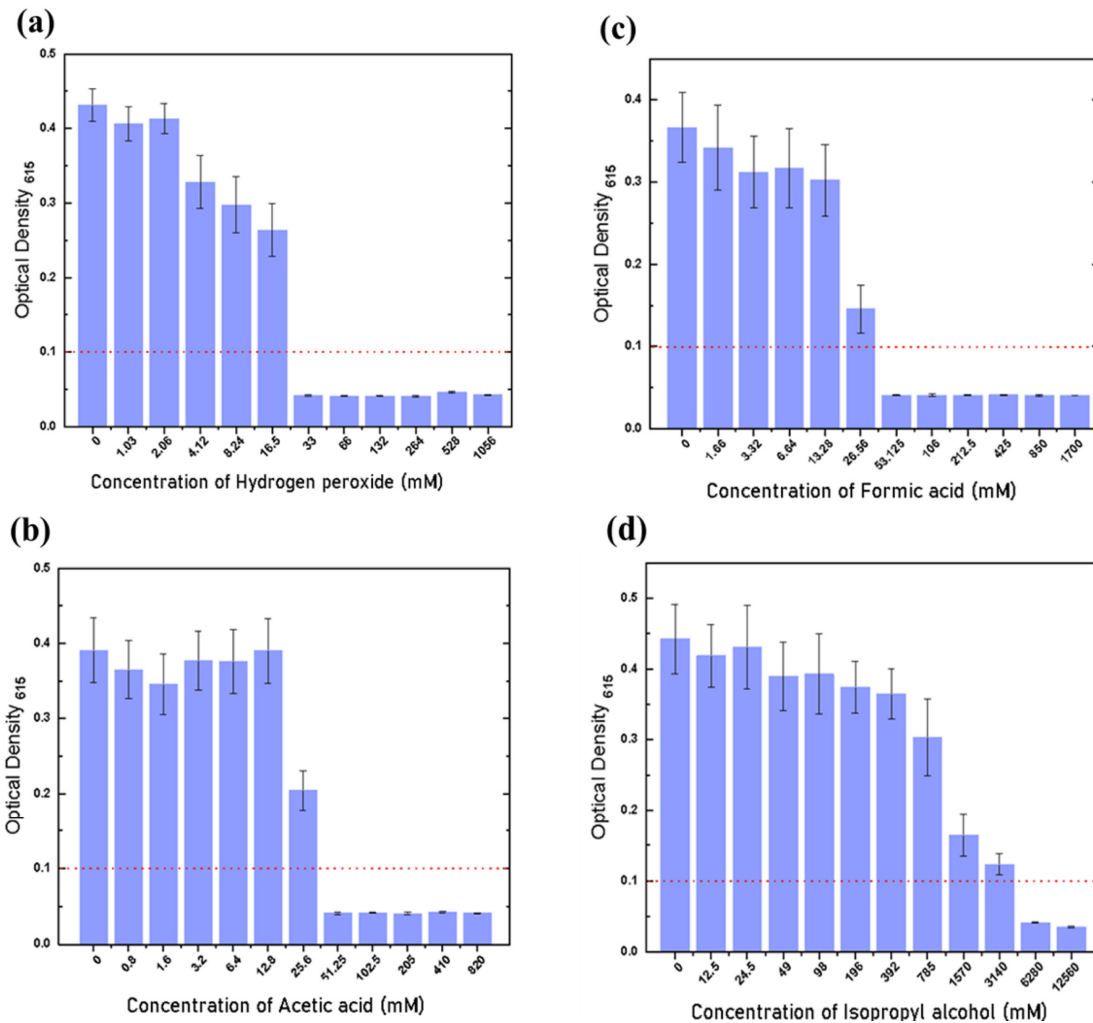 (a)
Optical Density 615
0.5
0.4
0.3
0.2
0.1
0.0
0 1.03 2.06 4.12 8.24 16.5 33 66 132 264 528 1056
Concentration of Hydrogen peroxide (mM)
(c)
Optical Density 615
0.4
0.3
0.2
0.1
0.0
0 1.66 3.32 6.64 13.28 26.56 53.125 106 212.5 425 850 1700
Concentration of Formic acid (mM)
(b)
Optical Density 615
0.5
0.4
0.3
0.2
0.1
0.0
0 0.8 1.6 3.2 6.4 12.8 25.6 51.25 102.5 205 410 820
Concentration of Acetic acid (mM)
(d)
Optical Density 615
0.5
0.4
0.3
0.2
0.1
0.0
0 12.5 24.5 49 98 196 392 785 1570 3140 6280 12560
Concentration of Isopropyl alcohol (mM)